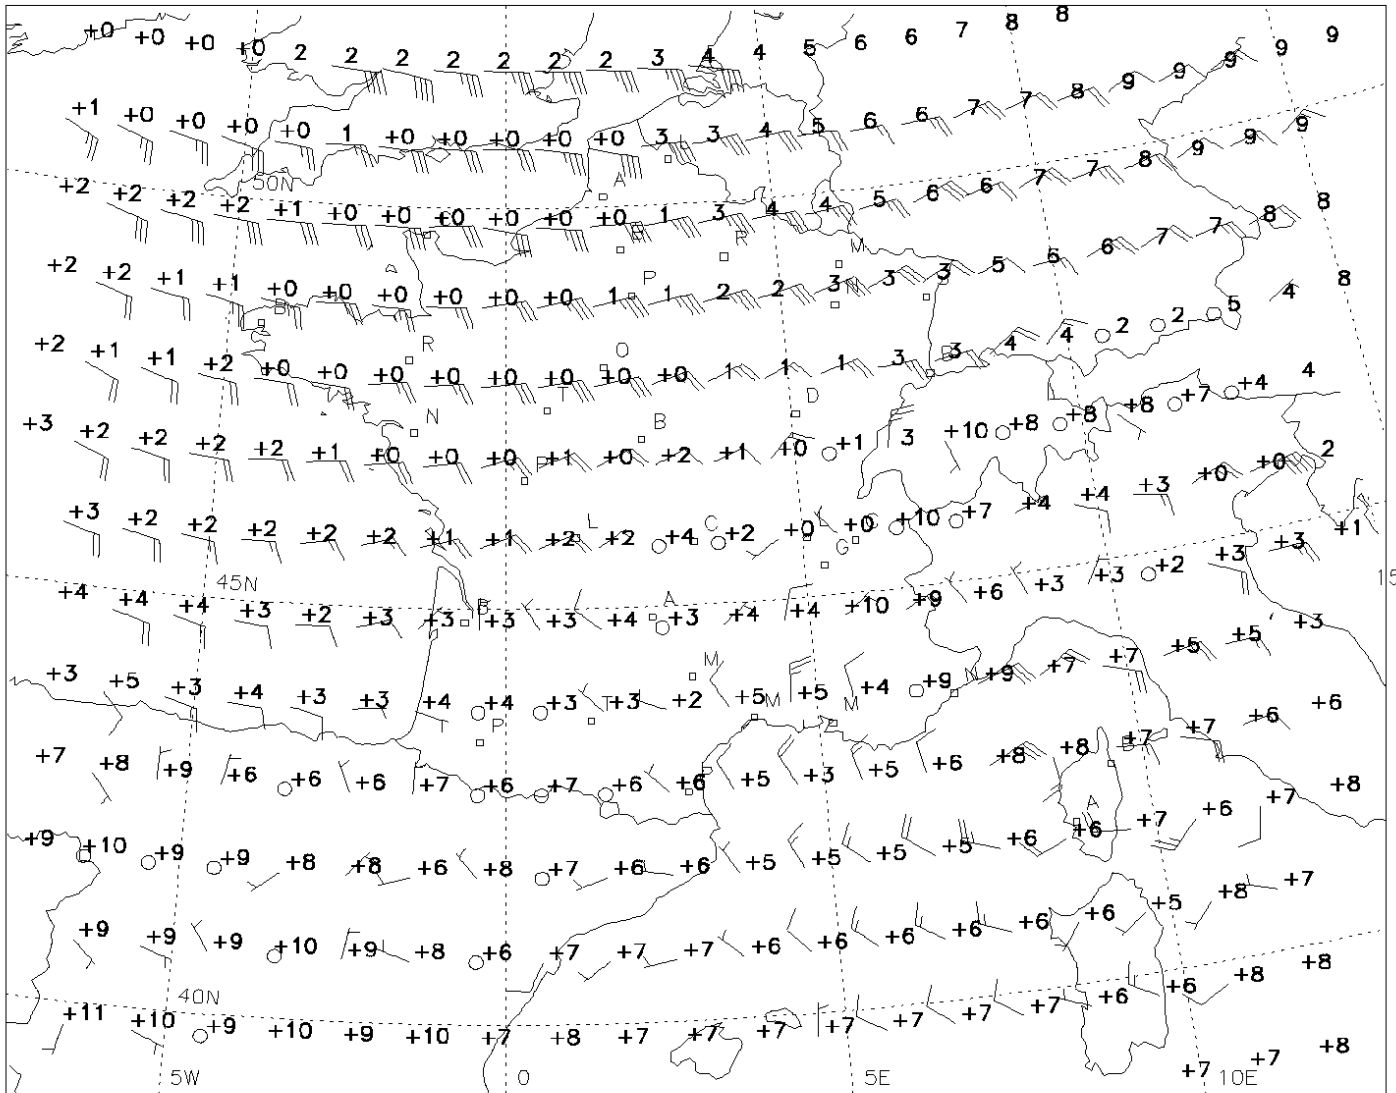 +0 +0 +0 +0 2 2 2 2 2 2 2 3 4 4 5 6 6 7 8 8 9 9 9 9 9
+1 +0 +0 +0 +0 1 +0 +0 +0 +0 +0 3 3 4 5 6 6 7 7 8 9 9 9
50N
A
+2 +2 +2 +2 +1 +0 +0 +0 +0 +0 +0 1 3 4 4 5 6 6 7 7 8 8 8
B R M
+2 +2 +1 +1 +0 +0 +0 +0 +0 +0 1 1 2 2 3 3 3 5 6 6 7 7 8
B P N S
+2 +1 +1 +2 +0 +0 +0 +0 +0 +0 +0 +0 1 1 1 3 3 4 4 2 2 5 4
R O B
T D
N B
+3 +2 +2 +2 +2 +1 +0 +0 +0 +1 +0 +2 +1 +0 +1 3 +10 +8 +8 +8 +7 +4 4
P
+3 +2 +2 +2 +2 +2 +1 +1 +2 +2 +4 +2 +0 +0 +10 +7 +4 +4 +3 +0 +0 2
L C L C
G
45N 15
+4 +4 +4 +3 +2 +3 +3 +3 +3 +4 +3 +4 +4 +10 +9 +6 +3 +3 +2 +3 +3 +1
B A
M
+3 +5 +3 +4 +3 +3 +4 +4 +3 +3 +2 +5 +5 +4 +9 +9 +7 +7 +5 +5 +3
P T M M N
+7 +8 +9 +6 +6 +6 +7 +6 +7 +6 +6 +5 +3 +5 +6 +8 +8 +7 +7 +6 +6
P B
A
+9 +10 +9 +9 +8 +8 +6 +8 +7 +6 +6 +5 +5 +5 +5 +6 +6 +7 +6 +7 +8
+9 +9 +9 +10 +9 +8 +6 +7 +7 +7 +6 +6 +6 +6 +6 +6 +5 +8 +7
40N
+11 +10 +9 +10 +9 +10 +7 +8 +7 +7 +7 +7 +7 +7 +7 +6 +6 +8 +8
+7 +7 +8
5W 0 5E 10E